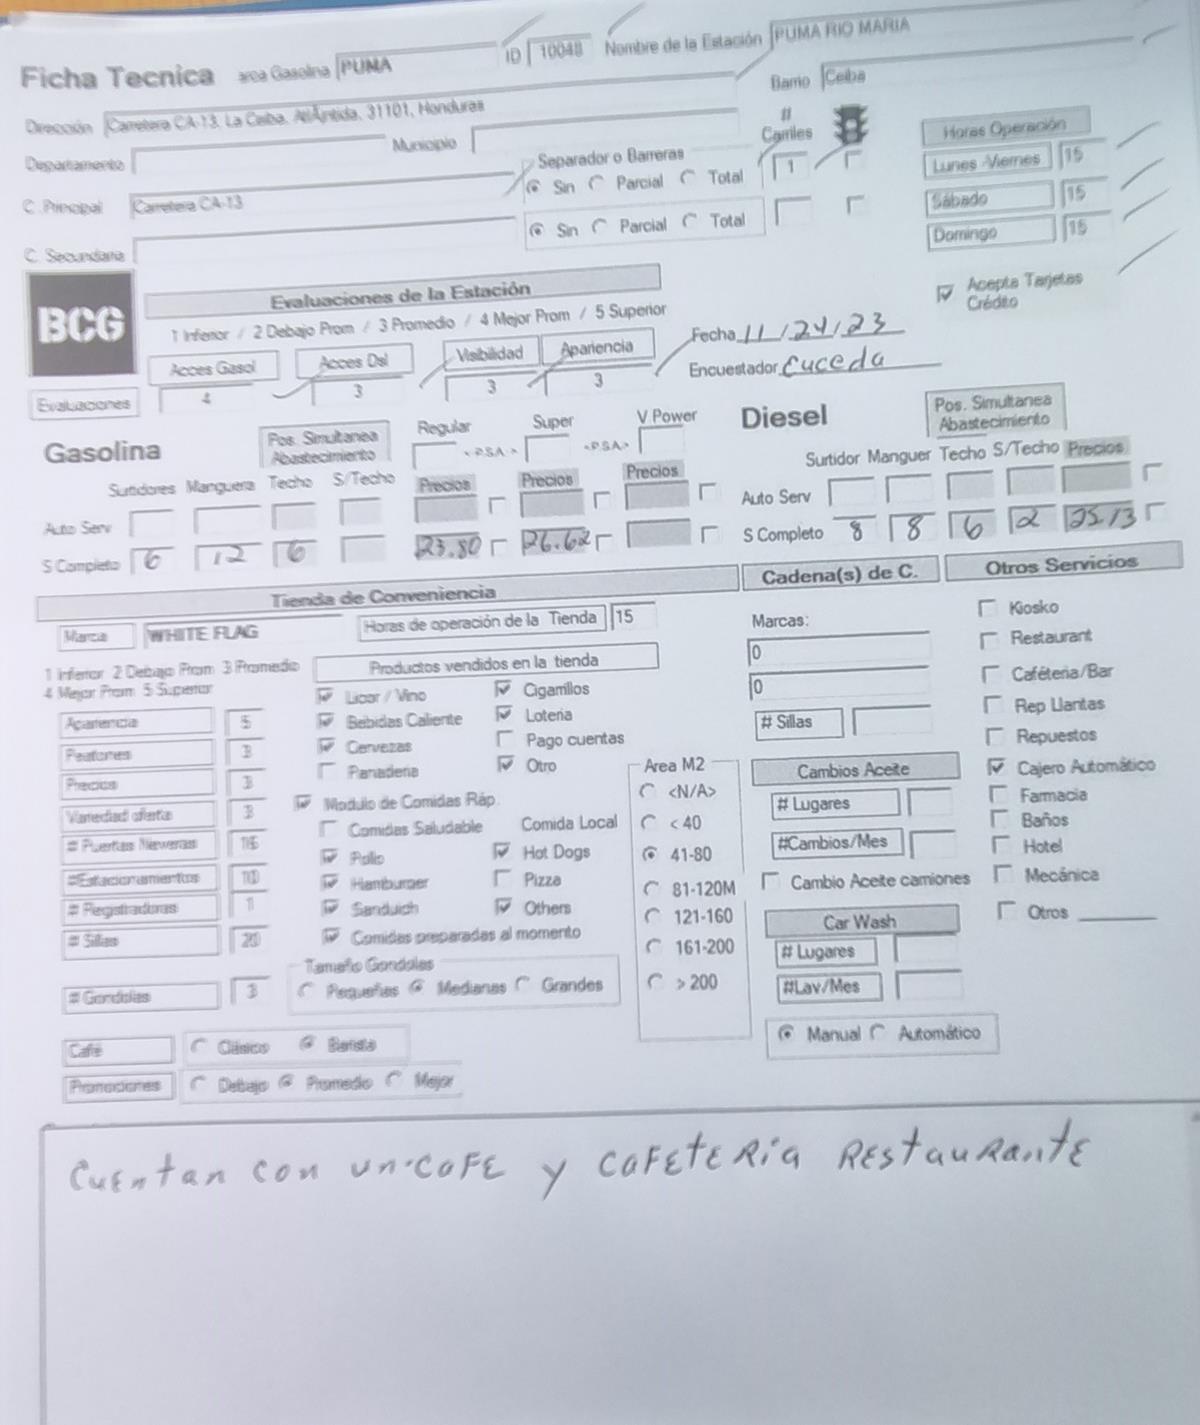 Ficha Tecnica arca Gasolina PUMA ID 10048 Nombre de la Estación PUMA RIO MARIA
Dirección Carretera CA-13, La Ceiba, AtlÃ¡ntida, 31101, Honduras Barrio Ceiba
Departamento Municipio # Carriles Horas Operación
C. Principal Carretera CA-13 Separador o Barreras Sin Parcial Total 1 Lunes -Viernes 15
C. Secundaria Sin Parcial Total Sábado 15
Domingo 15
BCG Evaluaciones de la Estación Acepta Tarjetas Crédito
1 Inferior / 2 Debajo Prom / 3 Promedio / 4 Mejor Prom / 5 Superior Fecha 11/24/23
Acces Gasol Acces Dsl Visibilidad Apariencia Encuestador Euceda
Evaluaciones 4 3 3 3
Gasolina Pos. Simultanea Abastecimiento Regular <P.S.A.> Super <P.S.A.> V Power Diesel Pos. Simultanea Abastecimiento
Surtidores Manguera Techo S/Techo Precios Precios Precios Surtidor Manguer Techo S/Techo Precios
Auto Serv Auto Serv
S Completo 6 12 6 23.80 26.62 S Completo 8 8 6 2 25.13
Tienda de Conveniencia Cadena(s) de C. Otros Servicios
Marca WHITE FLAG Horas de operación de la Tienda 15 Marcas: Kiosko
1 Inferior 2 Debajo Prom 3 Promedio Productos vendidos en la tienda 0 Restaurant
4 Mejor Prom 5 Superior Licor / Vino Cigarrillos 0 Cafétería/Bar
Apariencia 5 Bebidas Caliente Loteria # Sillas Rep Llantas
Peatones 3 Cervezas Pago cuentas Repuestos
Precios 3 Panaderia Otro Area M2 Cambios Aceite Cajero Automático
Variedad oferta 3 Modulo de Comidas Ráp. <N/A> # Lugares Farmacia
# Puertas Neveras 16 Comidas Saludable Comida Local < 40 Baños
#Estacionamientos 10 Pollo Hot Dogs 41-80 #Cambios/Mes Hotel
# Registradoras 1 Hamburger Pizza 81-120M Cambio Aceite camiones Mecánica
# Sillas 20 Sanduich Others 121-160 Car Wash Otros
Comidas preparadas al momento 161-200 # Lugares
Tamaño Gondolas
# Gondolas 3 Pequeñas Medianas Grandes > 200 #Lav/Mes
Café Clásico Barista Manual Automático
Promociones Debajo Promedio Mejor
Cuentan con un·cafe y cafeteria Restaurante